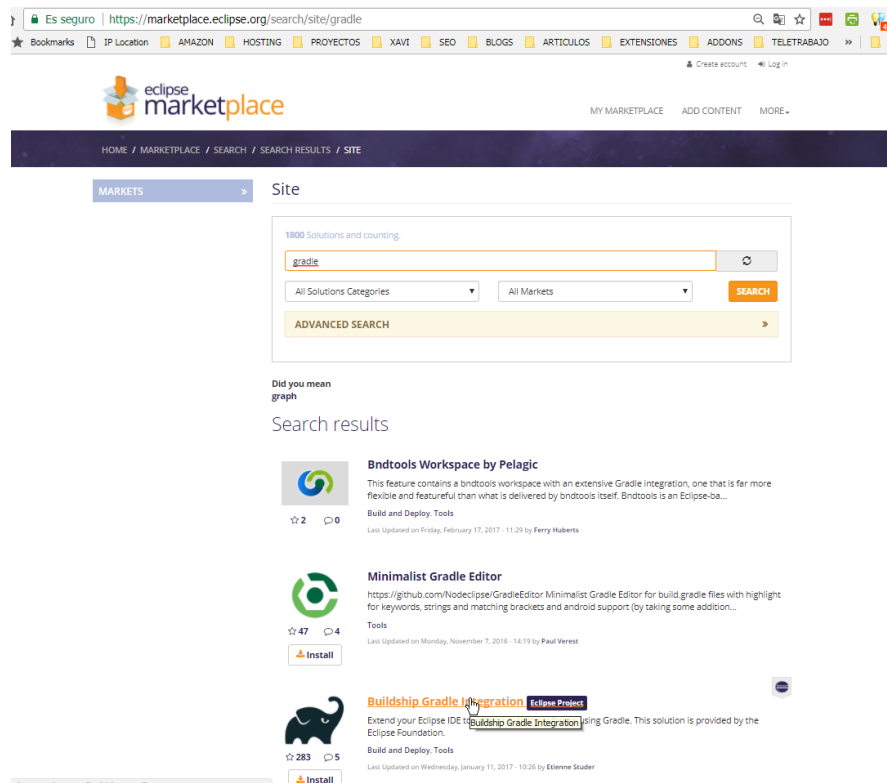 Es seguro | https://marketplace.eclipse.org/search/site/gradle
Bookmarks IP Location AMAZON HOSTING PROYECTOS XAVI SEO BLOGS ARTICULOS EXTENSIONES ADDONS TELETRABAJO »
Create account Log in
eclipse
marketplace
MY MARKETPLACE ADD CONTENT MORE
HOME / MARKETPLACE / SEARCH / SEARCH RESULTS / SITE
MARKETS »
Site
1800 Solutions and counting.
gradle
All Solutions Categories All Markets SEARCH
ADVANCED SEARCH »
Did you mean
graph
Search results
Bndtools Workspace by Pelagic
This feature contains a bndtools workspace with an extensive Gradle integration, one that is far more
flexible and featureful than what is delivered by bndtools itself. Bndtools is an Eclipse-ba...
2 0 Build and Deploy, Tools
Last Updated on Friday, February 17, 2017 - 11:29 by Ferry Huberts
Minimalist Gradle Editor
https://github.com/Nodeclipse/GradleEditor Minimalist Gradle Editor for build.gradle files with highlight
for keywords, strings and matching brackets and android support (by taking some addition...
Tools
47 4
Last Updated on Monday, November 7, 2016 - 14:19 by Paul Verest
Install
Buildship Gradle Integration Eclipse Project
Extend your Eclipse IDE to Buildship Gradle Integration using Gradle. This solution is provided by the
Eclipse Foundation.
283 5 Build and Deploy, Tools
Last Updated on Wednesday, January 11, 2017 - 10:26 by Etienne Studer
Install